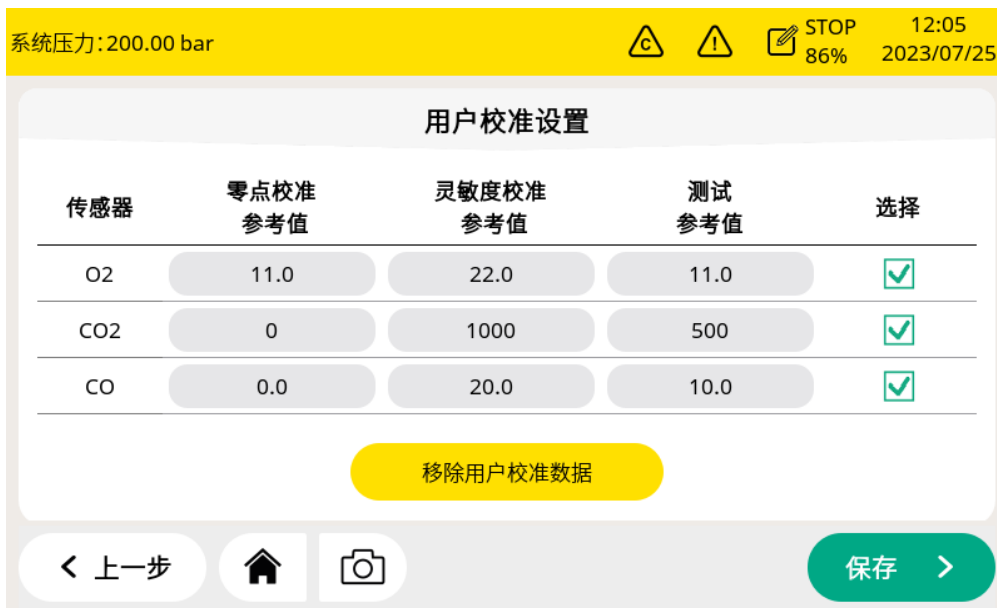 系统压力:200.00 bar
C
!
STOP
86%
12:05
2023/07/25
用户校准设置
传感器
零点校准
参考值
灵敏度校准
参考值
测试
参考值
选择
O2 11.0 22.0 11.0
CO2 0 1000 500
CO 0.0 20.0 10.0
移除用户校准数据
上一步
保存